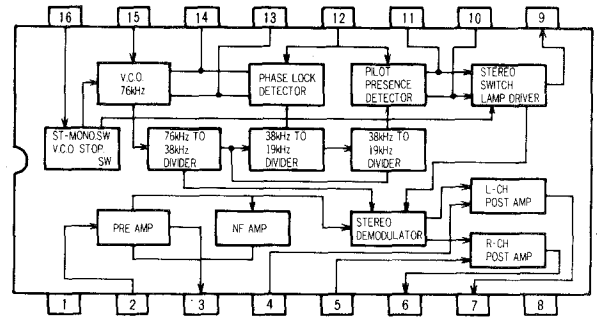 16 15 14 13 12 11 10 9
V.C.O.
76kHz
PHASE LOCK
DETECTOR
PILOT
PRESENCE
DETECTOR
STEREO
SWITCH
LAMP DRIVER
ST-MONO.SW
V.C.O STOP
SW
76kHz TO
38kHz
DIVIDER
38kHz TO
19kHz
DIVIDER
38kHz TO
19kHz
DIVIDER
PRE AMP
NF AMP
STEREO
DEMODULATOR
L-CH
POST AMP
R-CH
POST AMP
1 2 3 4 5 6 7 8